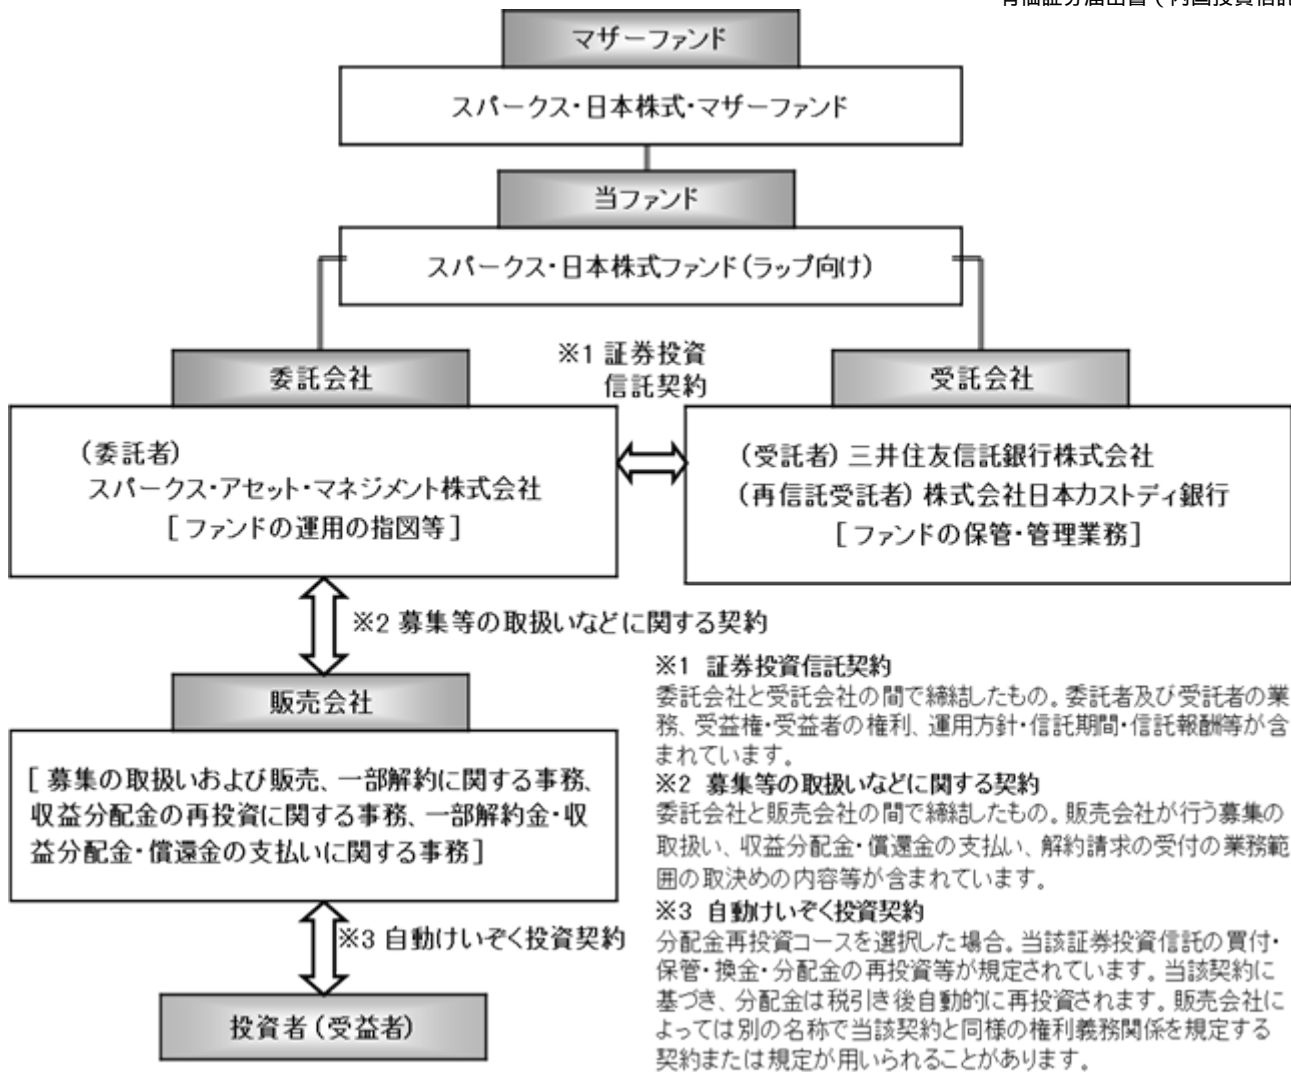 有価証券届出書（内国投資信託
マザーファンド
スパークス・日本株式・マザーファンド
当ファンド
スパークス・日本株式ファンド（ラップ向け）
※1 証券投資
信託契約
委託会社
（委託者）
スパークス・アセット・マネジメント株式会社
［ファンドの運用の指図等］
受託会社
（受託者）三井住友信託銀行株式会社
（再信託受託者）株式会社日本カストディ銀行
［ファンドの保管・管理業務］
※2 募集等の取扱いなどに関する契約
販売会社
［募集の取扱いおよび販売、一部解約に関する事務、
収益分配金の再投資に関する事務、一部解約金・収
益分配金・償還金の支払いに関する事務］
※3 自動けいぞく投資契約
投資者（受益者）
※1 証券投資信託契約
委託会社と受託会社の間で締結したもの。委託者及び受託者の業
務、受益権・受益者の権利、運用方針・信託期間・信託報酬等が含
まれています。
※2 募集等の取扱いなどに関する契約
委託会社と販売会社の間で締結したもの。販売会社が行う募集の
取扱い、収益分配金・償還金の支払い、解約請求の受付の業務範
囲の取決めの内容等が含まれています。
※3 自動けいぞく投資契約
分配金再投資コースを選択した場合。当該証券投資信託の買付・
保管・換金・分配金の再投資等が規定されています。当該契約に
基づき、分配金は税引き後自動的に再投資されます。販売会社に
よっては別の名称で当該契約と同様の権利義務関係を規定する
契約または規定が用いられることがあります。